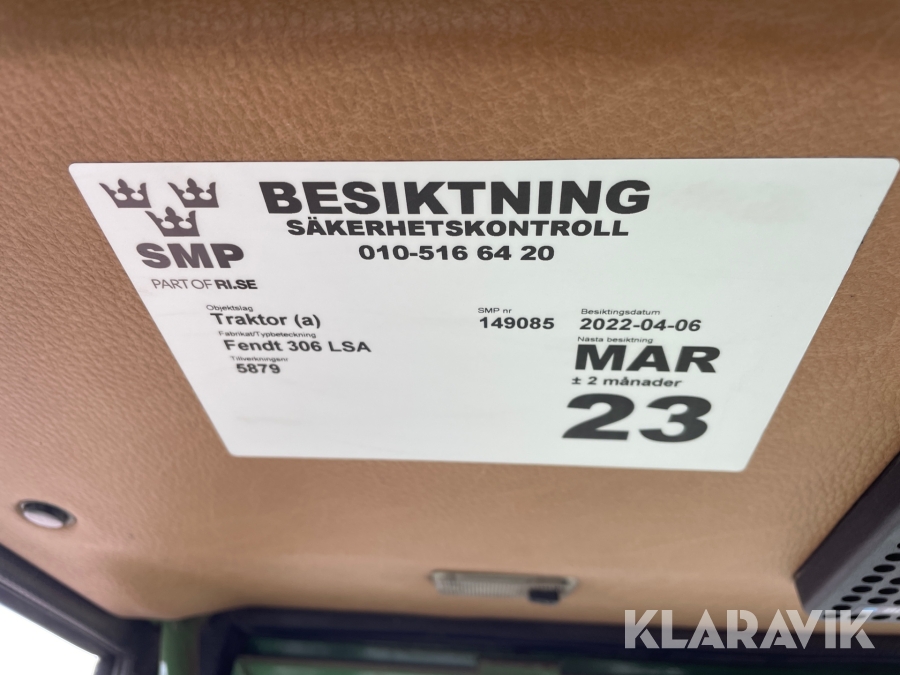 BESIKTNING
SÄKERHETSKONTROLL
010-516 64 20
SMP
PART OF RI.SE
Objektslag
Traktor (a)
Fabrikat/Typbeteckning
Fendt 306 LSA
Tillverkningsnr
5879
SMP nr
149085
Besiktingsdatum
2022-04-06
Nästa besiktning
MAR
± 2 månader
23
KLARAVIK